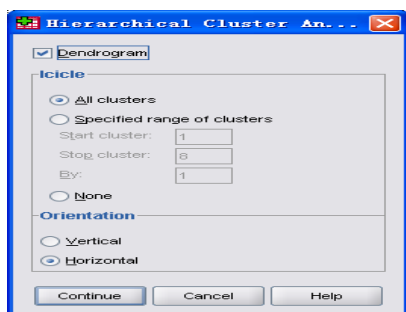 Hierarchical Cluster An...
Dendrogram
Icicle
All clusters
Specified range of clusters
Start cluster: 1
Stop cluster: 8
By: 1
None
Orientation
Vertical
Horizontal
Continue Cancel Help